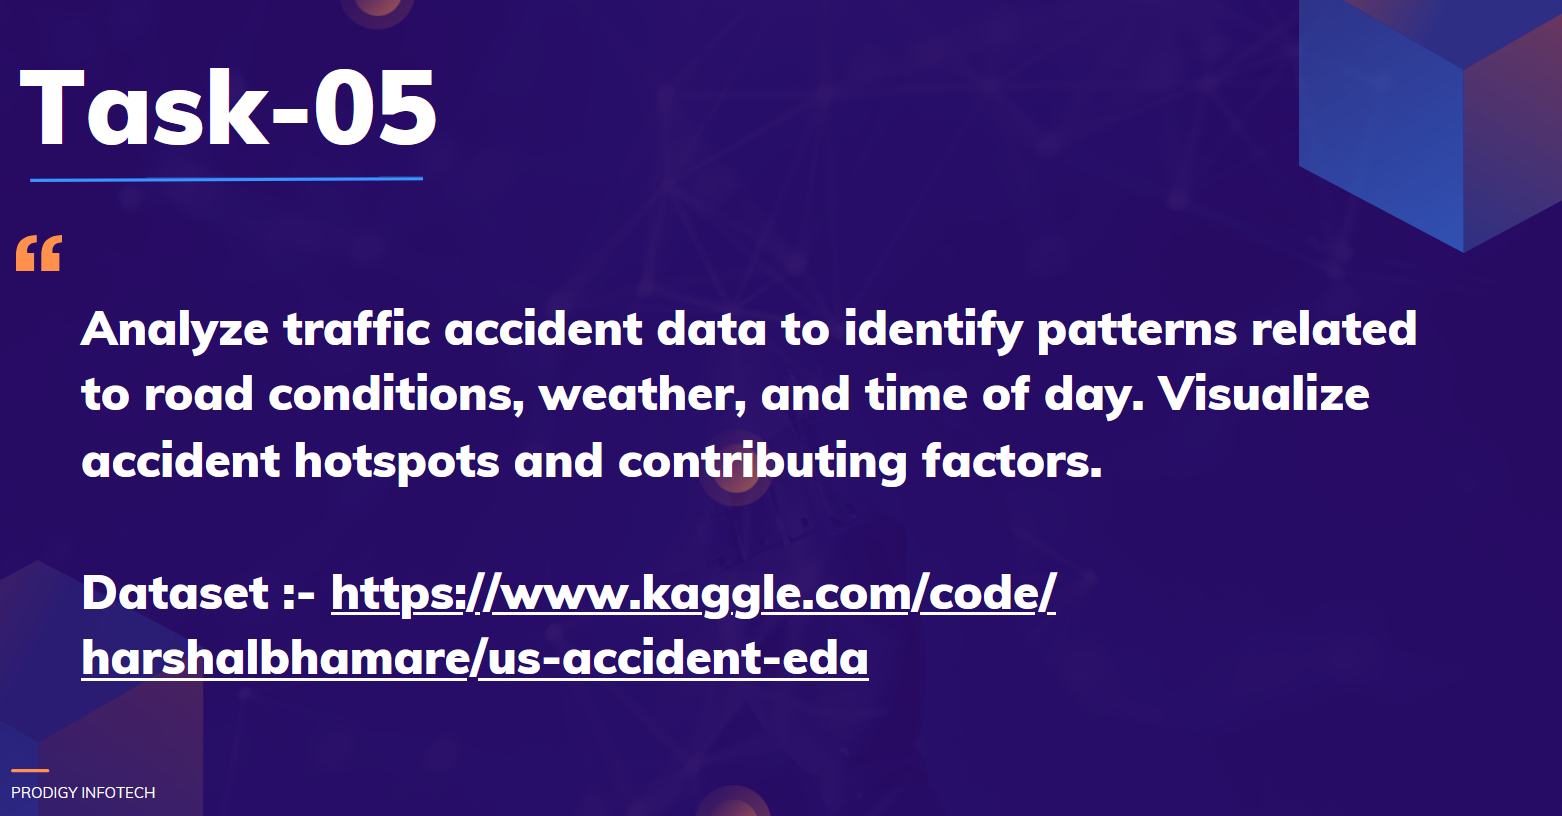 Task-05
“
Analyze traffic accident data to identify patterns related
to road conditions, weather, and time of day. Visualize
accident hotspots and contributing factors.
Dataset :- https://www.kaggle.com/code/
harshalbhamare/us-accident-eda
PRODIGY INFOTECH